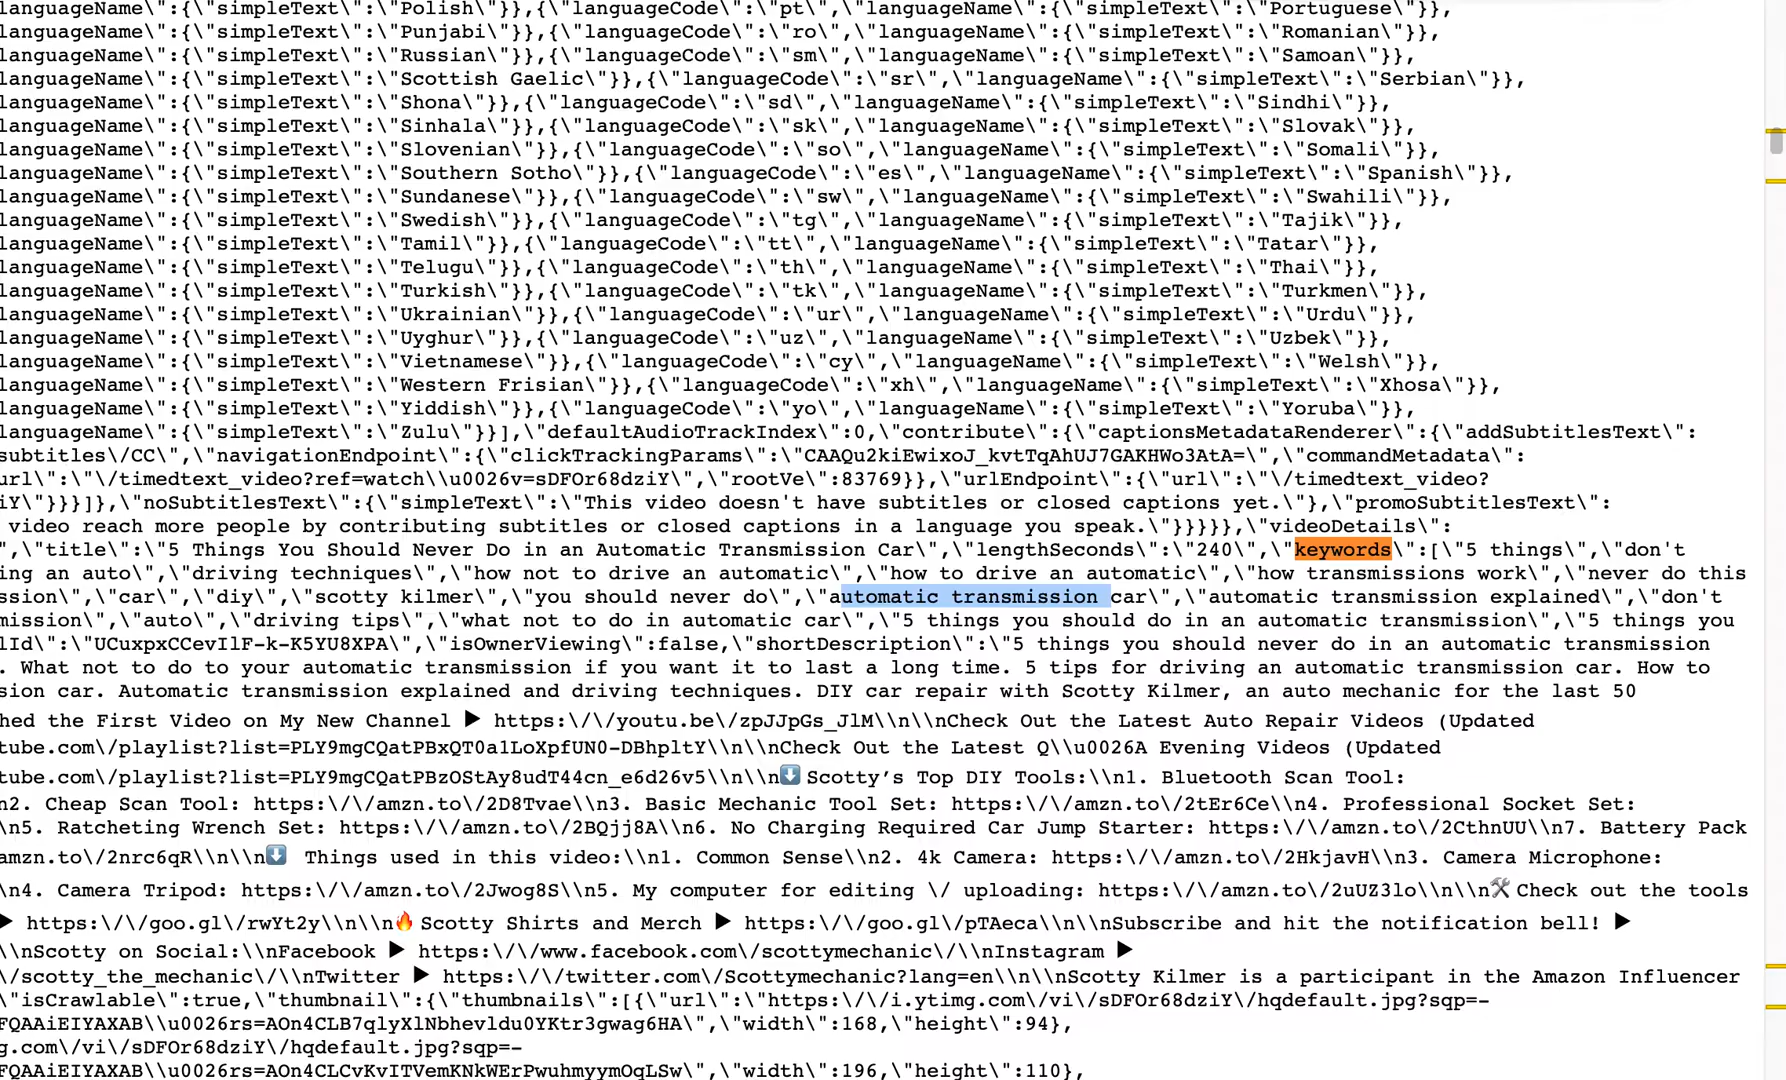 languageName\":{\"simpleText\":\"Polish\"}},{\"languageCode\":\"pt\",\"languageName\":{\"simpleText\":\"Portuguese\"}},
languageName\":{\"simpleText\":\"Punjabi\"}},{\"languageCode\":\"ro\",\"languageName\":{\"simpleText\":\"Romanian\"}},
languageName\":{\"simpleText\":\"Russian\"}},{\"languageCode\":\"sm\",\"languageName\":{\"simpleText\":\"Samoan\"}},
languageName\":{\"simpleText\":\"Scottish Gaelic\"}},{\"languageCode\":\"sr\",\"languageName\":{\"simpleText\":\"Serbian\"}},
languageName\":{\"simpleText\":\"Shona\"}},{\"languageCode\":\"sd\",\"languageName\":{\"simpleText\":\"Sindhi\"}},
languageName\":{\"simpleText\":\"Sinhala\"}},{\"languageCode\":\"sk\",\"languageName\":{\"simpleText\":\"Slovak\"}},
languageName\":{\"simpleText\":\"Slovenian\"}},{\"languageCode\":\"so\",\"languageName\":{\"simpleText\":\"Somali\"}},
languageName\":{\"simpleText\":\"Southern Sotho\"}},{\"languageCode\":\"es\",\"languageName\":{\"simpleText\":\"Spanish\"}},
languageName\":{\"simpleText\":\"Sundanese\"}},{\"languageCode\":\"sw\",\"languageName\":{\"simpleText\":\"Swahili\"}},
languageName\":{\"simpleText\":\"Swedish\"}},{\"languageCode\":\"tg\",\"languageName\":{\"simpleText\":\"Tajik\"}},
languageName\":{\"simpleText\":\"Tamil\"}},{\"languageCode\":\"tt\",\"languageName\":{\"simpleText\":\"Tatar\"}},
languageName\":{\"simpleText\":\"Telugu\"}},{\"languageCode\":\"th\",\"languageName\":{\"simpleText\":\"Thai\"}},
languageName\":{\"simpleText\":\"Turkish\"}},{\"languageCode\":\"tk\",\"languageName\":{\"simpleText\":\"Turkmen\"}},
languageName\":{\"simpleText\":\"Ukrainian\"}},{\"languageCode\":\"ur\",\"languageName\":{\"simpleText\":\"Urdu\"}},
languageName\":{\"simpleText\":\"Uyghur\"}},{\"languageCode\":\"uz\",\"languageName\":{\"simpleText\":\"Uzbek\"}},
languageName\":{\"simpleText\":\"Vietnamese\"}},{\"languageCode\":\"cy\",\"languageName\":{\"simpleText\":\"Welsh\"}},
languageName\":{\"simpleText\":\"Western Frisian\"}},{\"languageCode\":\"xh\",\"languageName\":{\"simpleText\":\"Xhosa\"}},
languageName\":{\"simpleText\":\"Yiddish\"}},{\"languageCode\":\"yo\",\"languageName\":{\"simpleText\":\"Yoruba\"}},
languageName\":{\"simpleText\":\"Zulu\"}}],\"defaultAudioTrackIndex\":0,\"contribute\":{\"captionsMetadataRenderer\":{\"addSubtitlesText\":
subtitles\/CC\",\"navigationEndpoint\":{\"clickTrackingParams\":\"CAAQu2kiEwixoJ_kvtTqAhUJ7GAKHWo3AtA=\",\"commandMetadata\":
url\":\"\/timedtext_video?ref=watch\\u0026v=sDFOr68dziY\",\"rootVe\":83769}},\"urlEndpoint\":{\"url\":\"\/timedtext_video?
iY\"}}}]},\"noSubtitlesText\":{\"simpleText\":\"This video doesn't have subtitles or closed captions yet.\"},\"promoSubtitlesText\":
video reach more people by contributing subtitles or closed captions in a language you speak.\"}}}}},\"videoDetails\":
",\"title\":\"5 Things You Should Never Do in an Automatic Transmission Car\",\"lengthSeconds\":\"240\",\"keywords\":[\"5 things\",\"don't
ing an auto\",\"driving techniques\",\"how not to drive an automatic\",\"how to drive an automatic\",\"how transmissions work\",\"never do this
ssion\",\"car\",\"diy\",\"scotty kilmer\",\"you should never do\",\"automatic transmission car\",\"automatic transmission explained\",\"don't
mission\",\"auto\",\"driving tips\",\"what not to do in automatic car\",\"5 things you should do in an automatic transmission\",\"5 things you
lId\":\"UCuxpxCCevIlF-k-K5YU8XPA\",\"isOwnerViewing\":false,\"shortDescription\":\"5 things you should never do in an automatic transmission
. What not to do to your automatic transmission if you want it to last a long time. 5 tips for driving an automatic transmission car. How to
sion car. Automatic transmission explained and driving techniques. DIY car repair with Scotty Kilmer, an auto mechanic for the last 50
hed the First Video on My New Channel ▶ https:\/\/youtu.be\/zpJJpGs_JlM\\n\\nCheck Out the Latest Auto Repair Videos (Updated
tube.com\/playlist?list=PLY9mgCQatPBxQT0a1LoXpfUN0-DBhpltY\\n\\nCheck Out the Latest Q\\u0026A Evening Videos (Updated
tube.com\/playlist?list=PLY9mgCQatPBzOStAy8udT44cn_e6d26v5\\n\\n⬇️Scotty’s Top DIY Tools:\\n1. Bluetooth Scan Tool:
n2. Cheap Scan Tool: https:\/\/amzn.to\/2D8Tvae\\n3. Basic Mechanic Tool Set: https:\/\/amzn.to\/2tEr6Ce\\n4. Professional Socket Set:
\n5. Ratcheting Wrench Set: https:\/\/amzn.to\/2BQjj8A\\n6. No Charging Required Car Jump Starter: https:\/\/amzn.to\/2CthnUU\\n7. Battery Pack
amzn.to\/2nrc6qR\\n\\n⬇️ Things used in this video:\\n1. Common Sense\\n2. 4k Camera: https:\/\/amzn.to\/2HkjavH\\n3. Camera Microphone:
\n4. Camera Tripod: https:\/\/amzn.to\/2Jwog8S\\n5. My computer for editing \/ uploading: https:\/\/amzn.to\/2uUZ3lo\\n\\n🛠Check out the tools
▶ https:\/\/goo.gl\/rwYt2y\\n\\n🔥Scotty Shirts and Merch ▶ https:\/\/goo.gl\/pTAeca\\n\\nSubscribe and hit the notification bell! ▶
\\nScotty on Social:\\nFacebook ▶ https:\/\/www.facebook.com\/scottymechanic\/\\nInstagram ▶
\/scotty_the_mechanic\/\\nTwitter ▶ https:\/\/twitter.com\/Scottymechanic?lang=en\\n\\nScotty Kilmer is a participant in the Amazon Influencer
\"isCrawlable\":true,\"thumbnail\":{\"thumbnails\":[{\"url\":\"https:\/\/i.ytimg.com\/vi\/sDFOr68dziY\/hqdefault.jpg?sqp=-
FQAAiEIYAXAB\\u0026rs=AOn4CLB7qlyXlNbhevldu0YKtr3gwag6HA\",\"width\":168,\"height\":94},
g.com\/vi\/sDFOr68dziY\/hqdefault.jpg?sqp=-
FQAAiEIYAXAB\\u0026rs=AOn4CLCvKvITVemKNkWErPwuhmyymOqLSw\",\"width\":196,\"height\":110},